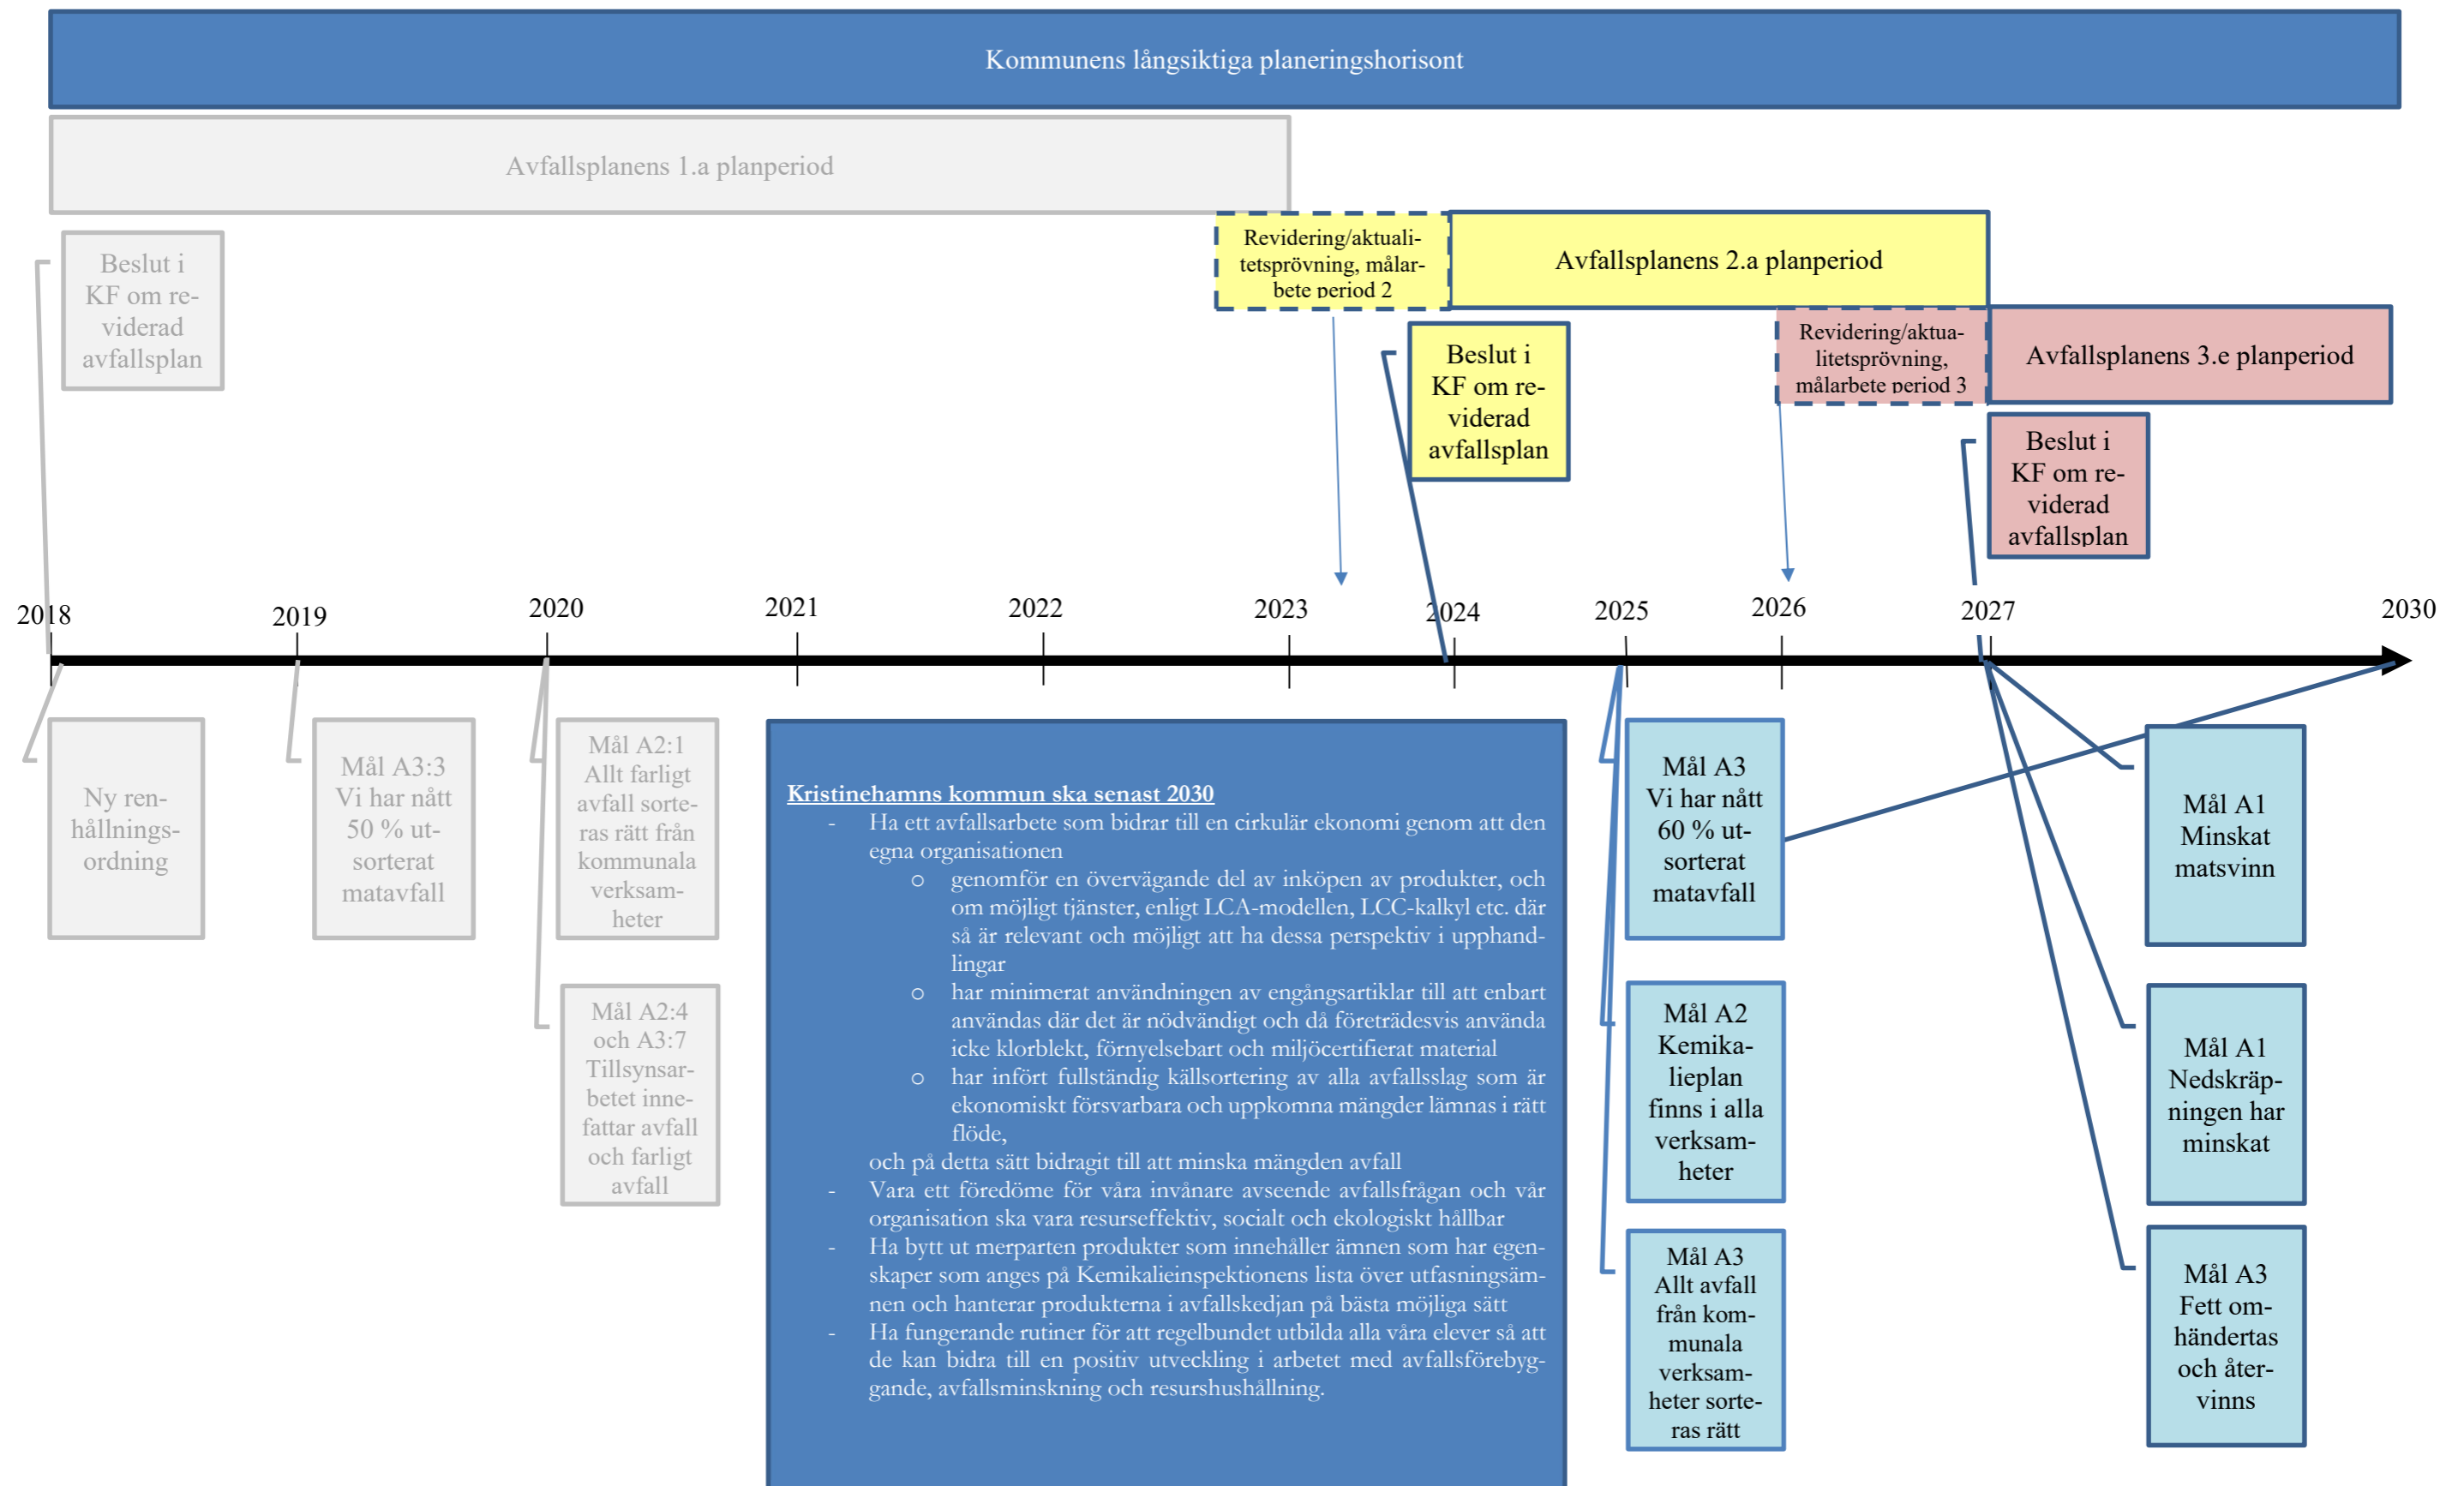 Kommunens långsiktiga planeringshorisont
Avfallsplanens 1.a planperiod
Revidering/aktuali-
tetsprövning, målar-
bete period 2
Avfallsplanens 2.a planperiod
Revidering/aktua-
litetsprövning,
målarbete period 3
Avfallsplanens 3.e planperiod
Beslut i
KF om re-
viderad
avfallsplan
Beslut i
KF om re-
viderad
avfallsplan
Beslut i
KF om re-
viderad
avfallsplan
2018
2019
2020
2021
2022
2023
2024
2025
2026
2027
2030
Ny ren-
hållnings-
ordning
Mål A3:3
Vi har nått
50 % ut-
sorterat
matavfall
Mål A2:1
Allt farligt
avfall sorte-
ras rätt från
kommunala
verksam-
heter
Mål A2:4
och A3:7
Tillsynsar-
betet inne-
fattar avfall
och farligt
avfall
Kristinehamns kommun ska senast 2030
- Ha ett avfallsarbete som bidrar till en cirkulär ekonomi genom att den
egna organisationen
o genomför en övervägande del av inköpen av produkter, och
om möjligt tjänster, enligt LCA-modellen, LCC-kalkyl etc. där
så är relevant och möjligt att ha dessa perspektiv i upphand-
lingar
o har minimerat användningen av engångsartiklar till att enbart
användas där det är nödvändigt och då företrädesvis använda
icke klorblekt, förnyelsebart och miljöcertifierat material
o har infört fullständig källsortering av alla avfallsslag som är
ekonomiskt försvarbara och uppkomna mängder lämnas i rätt
flöde,
och på detta sätt bidragit till att minska mängden avfall
- Vara ett föredöme för våra invånare avseende avfallsfrågan och vår
organisation ska vara resurseffektiv, socialt och ekologiskt hållbar
- Ha bytt ut merparten produkter som innehåller ämnen som har egen-
skaper som anges på Kemikalieinspektionens lista över utfasningsäm-
nen och hanterar produkterna i avfallskedjan på bästa möjliga sätt
- Ha fungerande rutiner för att regelbundet utbilda alla våra elever så att
de kan bidra till en positiv utveckling i arbetet med avfallsförebyg-
gande, avfallsminskning och resurshushållning.
Mål A3
Vi har nått
60 % ut-
sorterat
matavfall
Mål A2
Kemika-
lieplan
finns i alla
verksam-
heter
Mål A3
Allt avfall
från kom-
munala
verksam-
heter sorte-
ras rätt
Mål A1
Minskat
matsvinn
Mål A1
Nedskräp-
ningen har
minskat
Mål A3
Fett om-
händertas
och åter-
vinns